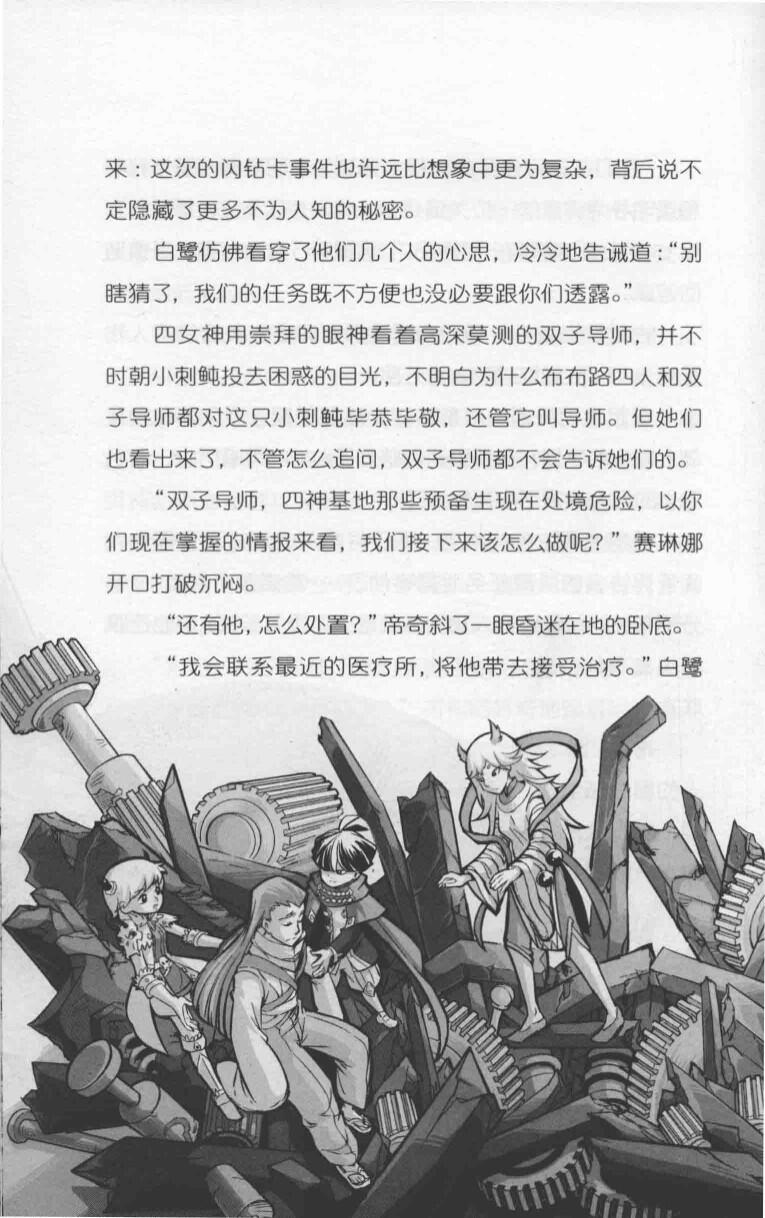 来：这次的闪钻卡事件也许远比想象中更为复杂，背后说不
定隐藏了更多不为人知的秘密。
白鹭仿佛看穿了他们几个人的心思，冷冷地告诫道：“别
瞎猜了，我们的任务既不方便也没必要跟你们透露。”
四女神用崇拜的眼神看着高深莫测的双子导师，并不
时朝小刺鲀投去困惑的目光，不明白为什么布布路四人和双
子导师都对这只小刺鲀毕恭毕敬，还管它叫导师。但她们
也看出来了，不管怎么追问，双子导师都不会告诉她们的。
“双子导师，四神基地那些预备生现在处境危险，以你
们现在掌握的情报来看，我们接下来该怎么做呢？”赛琳娜
开口打破沉闷。
“还有他，怎么处置？”帝奇斜了一眼昏迷在地的卧底。
“我会联系最近的医疗所，将他带去接受治疗。”白鹭